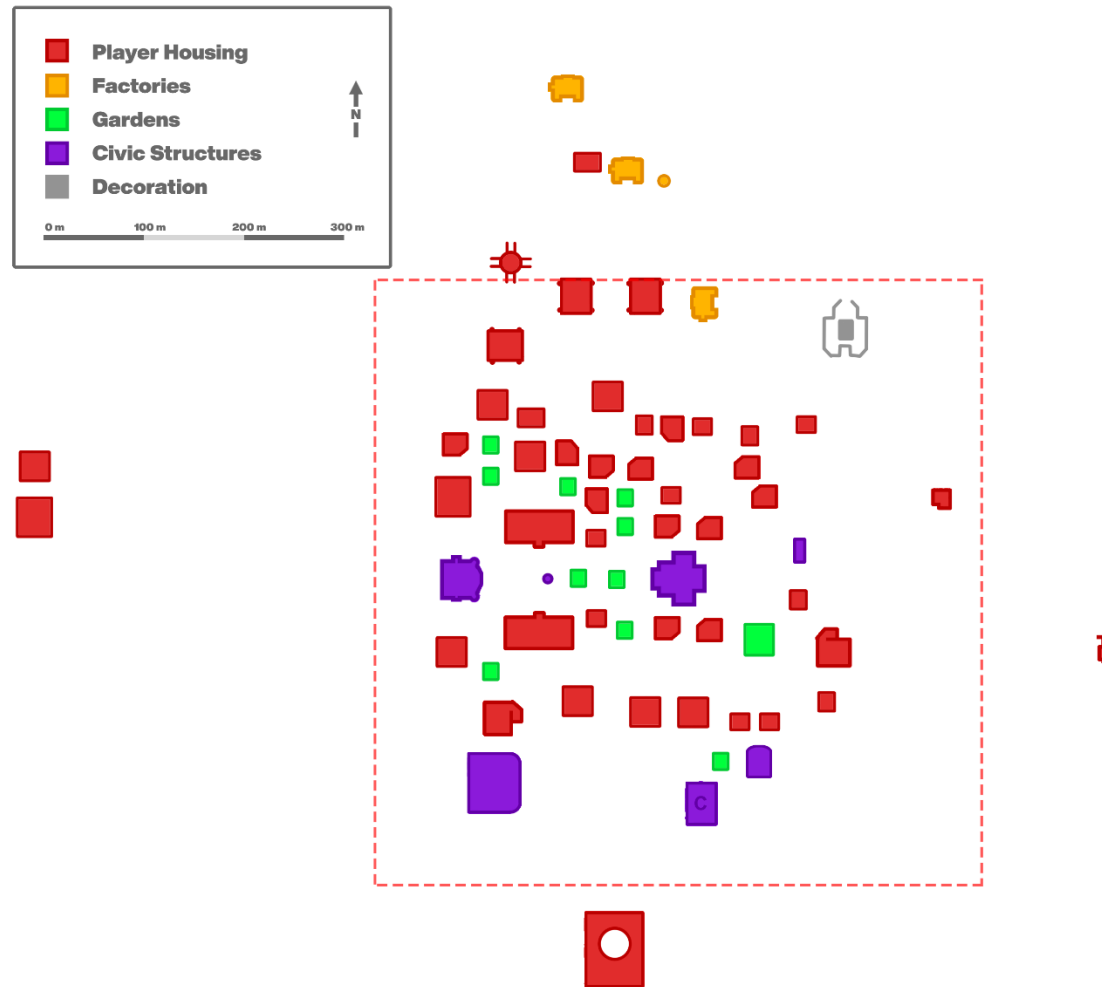 Player Housing
Factories
Gardens
N
Civic Structures
Decoration
0 m 100 m 200 m 300 m
C